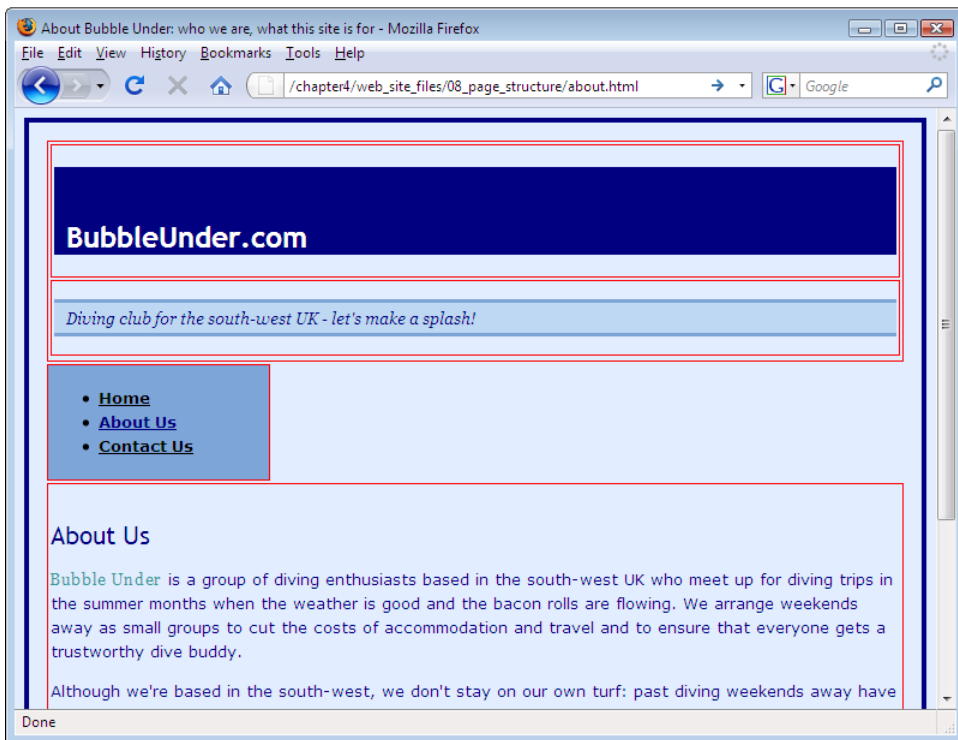 About Bubble Under: who we are, what this site is for - Mozilla Firefox
File Edit View History Bookmarks Tools Help
/chapter4/web_site_files/08_page_structure/about.html
G Google
BubbleUnder.com
Diving club for the south-west UK - let's make a splash!
Home
About Us
Contact Us
About Us
Bubble Under is a group of diving enthusiasts based in the south-west UK who meet up for diving trips in
the summer months when the weather is good and the bacon rolls are flowing. We arrange weekends
away as small groups to cut the costs of accommodation and travel and to ensure that everyone gets a
trustworthy dive buddy.
Although we're based in the south-west, we don't stay on our own turf: past diving weekends away have
Done